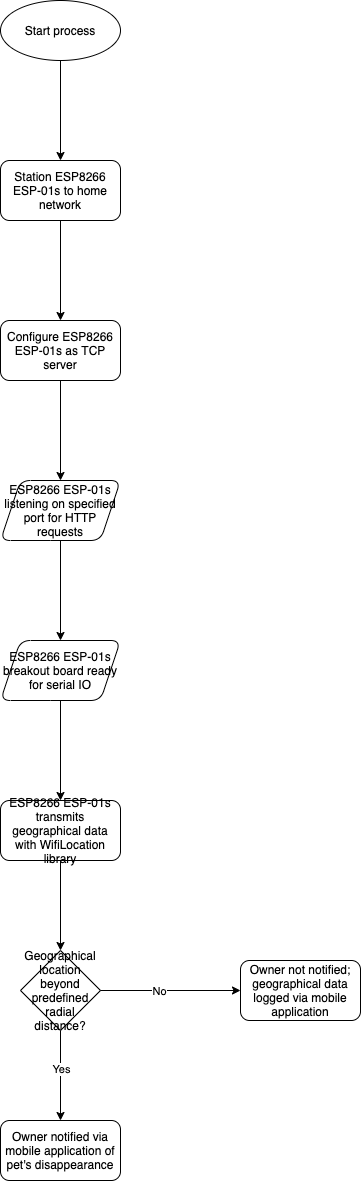 Start process
Station ESP8266
ESP-01s to home
network
Configure ESP8266
ESP-01s as TCP
server
ESP8266 ESP-01s
listening on specified
port for HTTP
requests
ESP8266 ESP-01s
breakout board ready
for serial IO
ESP8266 ESP-01s
transmits
geographical data
with WifiLocation
library
Geographical
location
beyond
predefined
radial
distance?
No
Owner not notified;
geographical data
logged via mobile
application
Yes
Owner notified via
mobile application of
pet's disappearance